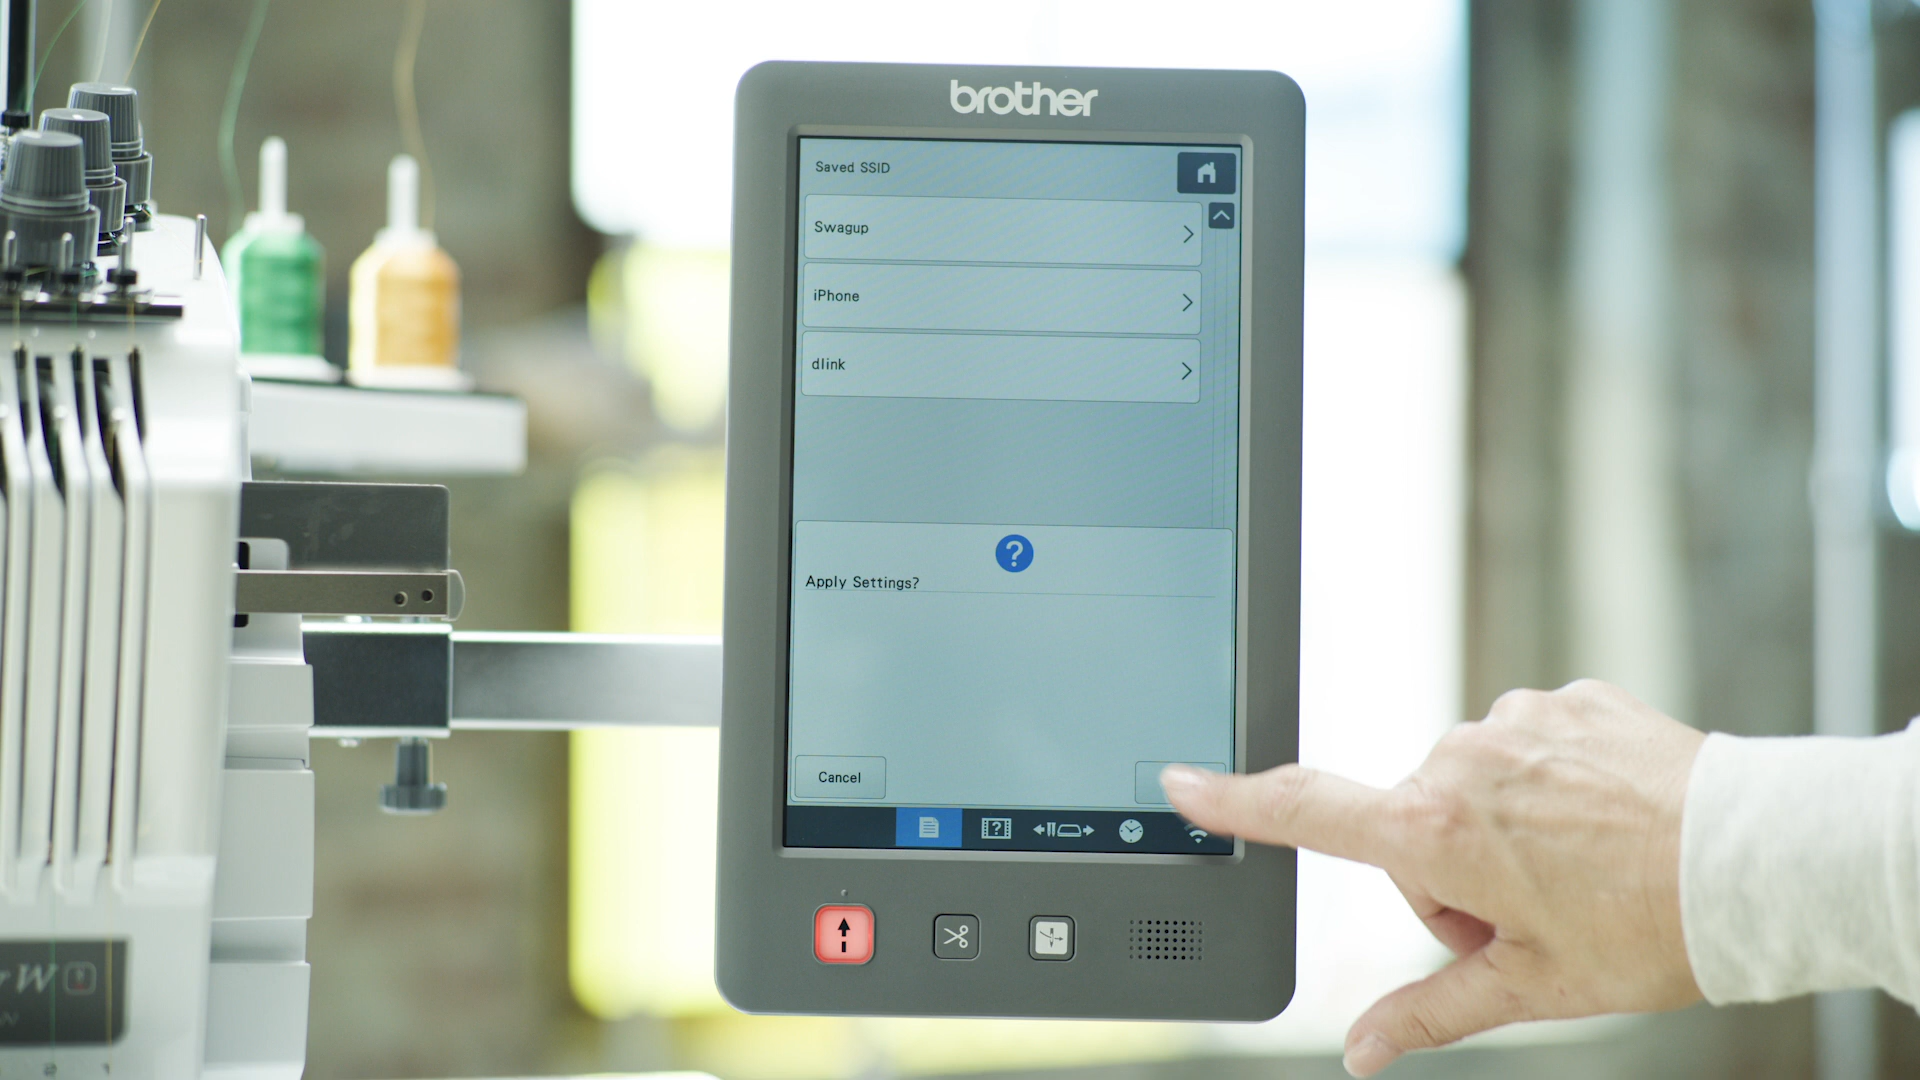 brother
Saved SSID
Swagup
iPhone
dlink
?
Apply Settings?
Cancel
?
W